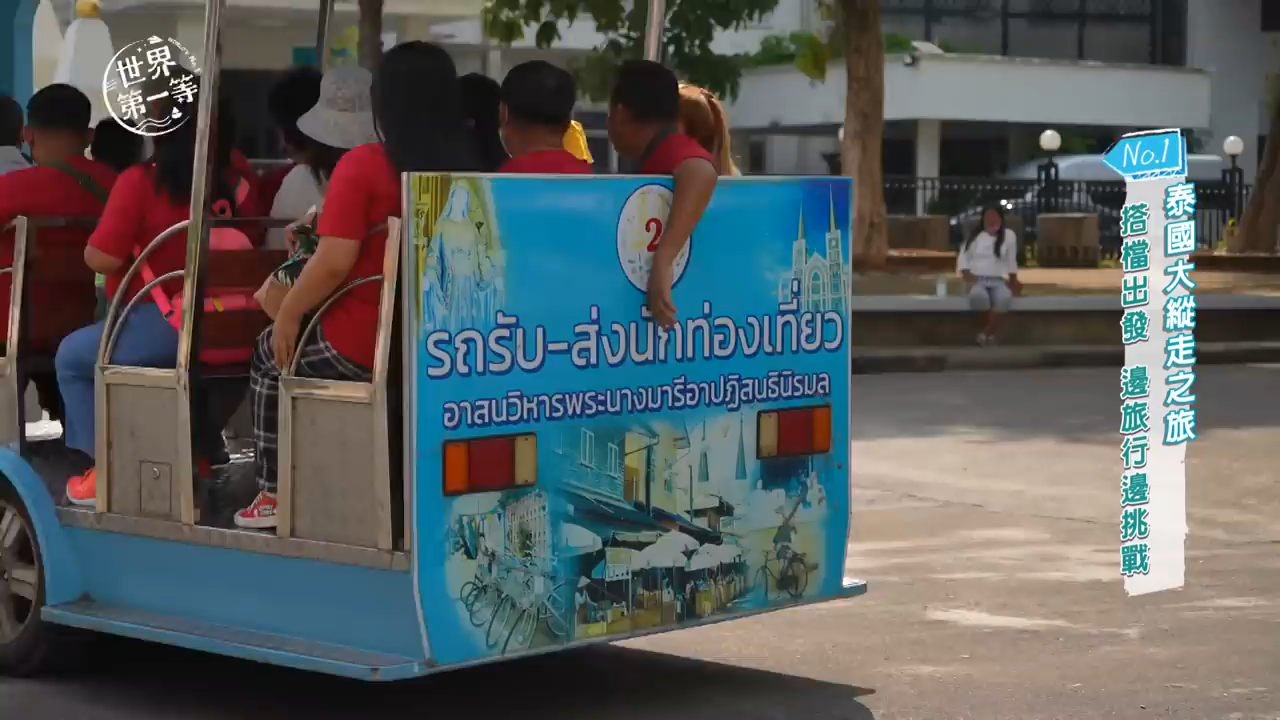 世界
第一等
No.1
泰國大縱走之旅
搭檔出發 邊旅行邊挑戰
2
รถรับ-ส่งนักท่องเที่ยว
อาสนวิหารพระนางมารีอาปฏิสนธินิรมล